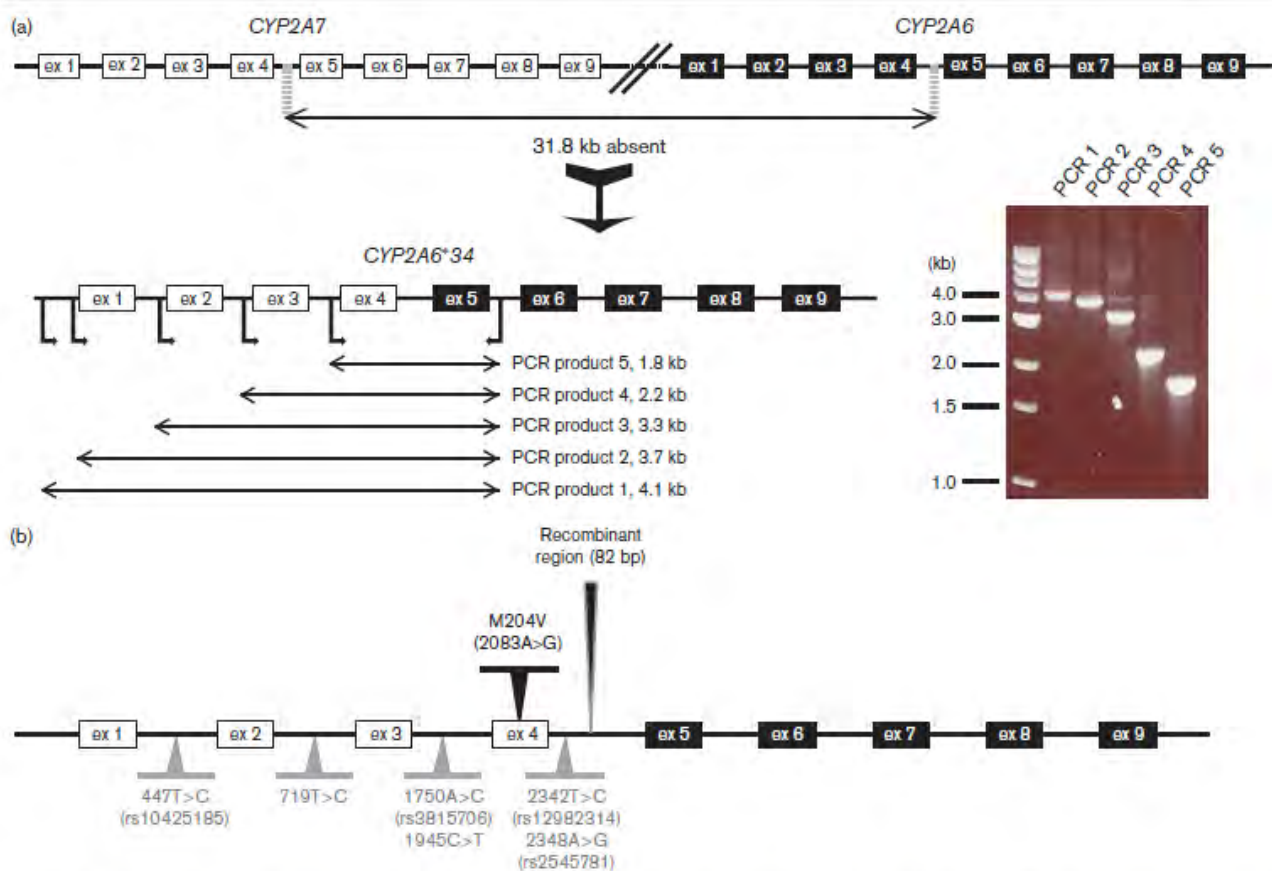 (a)
CYP2A7
CYP2A6
ex 1 ex 2 ex 3 ex 4 ex 5 ex 6 ex 7 ex 8 ex 9 ex 1 ex 2 ex 3 ex 4 ex 5 ex 6 ex 7 ex 8 ex 9
31.8 kb absent
CYP2A6*34
ex 1 ex 2 ex 3 ex 4 ex 5 ex 6 ex 7 ex 8 ex 9
PCR product 5, 1.8 kb
PCR product 4, 2.2 kb
PCR product 3, 3.3 kb
PCR product 2, 3.7 kb
PCR product 1, 4.1 kb
PCR 1
PCR 2
PCR 3
PCR 4
PCR 5
(kb)
4.0
3.0
2.0
1.5
1.0
(b)
Recombinant
region (82 bp)
M204V
(2083A>G)
ex 1 ex 2 ex 3 ex 4 ex 5 ex 6 ex 7 ex 8 ex 9
447T>C
(rs10425185)
719T>C
1750A>C
(rs3815706)
1945C>T
2342T>C
(rs12982314)
2348A>G
(rs2545781)